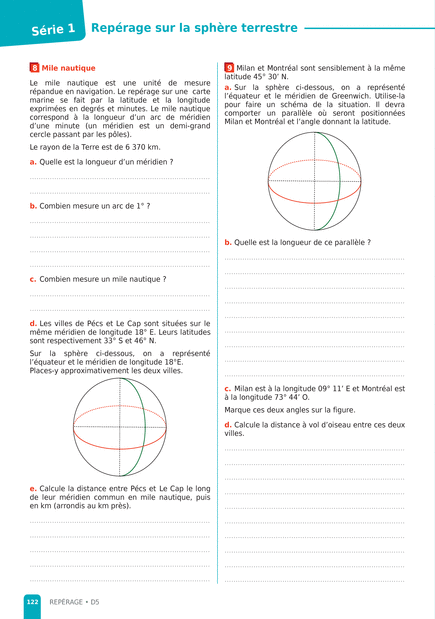 Série 1
Repérage sur la sphère terrestre
8 Mile nautique
Le mile nautique est une unité de mesure
répandue en navigation. Le repérage sur une carte
marine se fait par la latitude et la longitude
exprimées en degrés et minutes. Le mile nautique
correspond à la longueur d'un arc de méridien
d'une minute (un méridien est un demi-grand
cercle passant par les pôles).
Le rayon de la Terre est de 6 370 km.
a. Quelle est la longueur d'un méridien ?
b. Combien mesure un arc de 1° ?
c. Combien mesure un mile nautique ?
d. Les villes de Pécs et Le Cap sont situées sur le
même méridien de longitude 18° E. Leurs latitudes
sont respectivement 33° S et 46° N.
Sur la sphère ci-dessous, on a représenté
l'équateur et le méridien de longitude 18°E.
Places-y approximativement les deux villes.
e. Calcule la distance entre Pécs et Le Cap le long
de leur méridien commun en mile nautique, puis
en km (arrondis au km près).
9 Milan et Montréal sont sensiblement à la même
latitude 45° 30' N.
a. Sur la sphère ci-dessous, on a représenté
l'équateur et le méridien de Greenwich. Utilise-la
pour faire un schéma de la situation. Il devra
comporter un parallèle où seront positionnées
Milan et Montréal et l'angle donnant la latitude.
b. Quelle est la longueur de ce parallèle ?
c. Milan est à la longitude 09° 11' E et Montréal est
à la longitude 73° 44' O.
Marque ces deux angles sur la figure.
d. Calcule la distance à vol d'oiseau entre ces deux
villes.
122 REPÉRAGE • D5